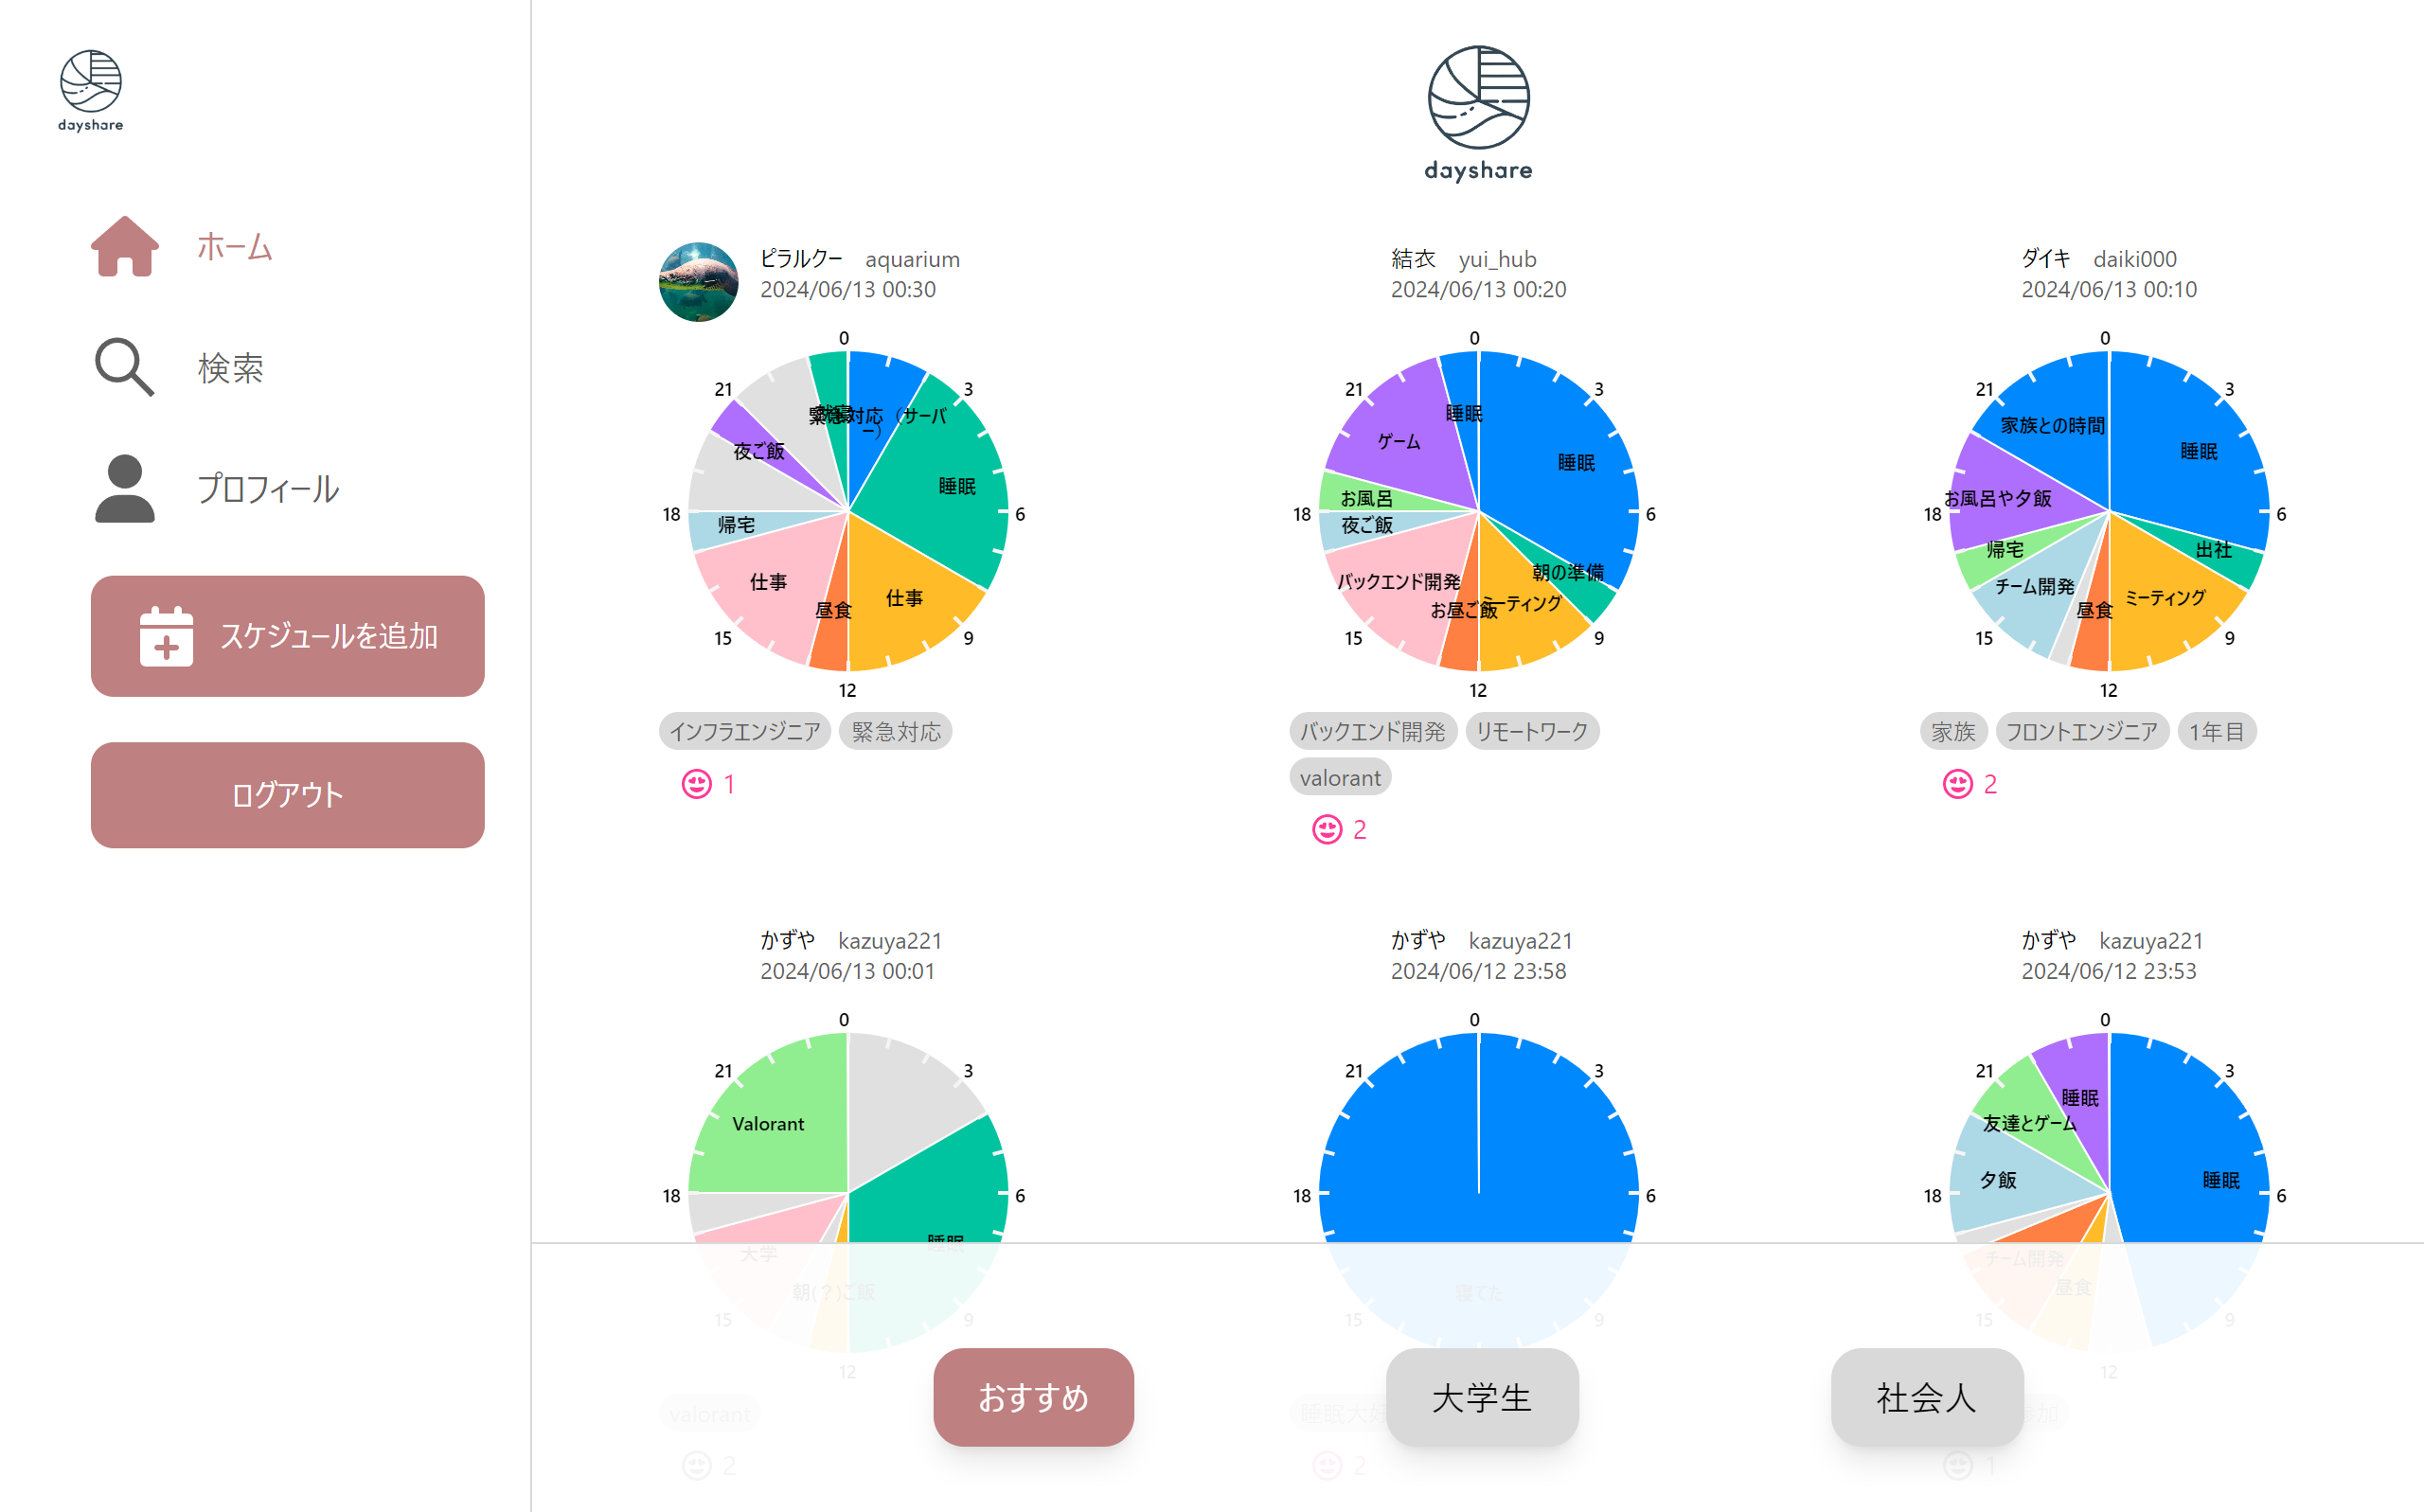 dayshare
ホーム
検索
プロフィール
スケジュールを追加
ログアウト
dayshare
ピラルクー aquarium
2024/06/13 00:30
0
3
6
9
12
15
18
21
緊急対応（サーバ
ー）
睡眠
仕事
昼食
仕事
帰宅
夜ご飯
インフラエンジニア 緊急対応
1
結衣 yui_hub
2024/06/13 00:20
0
3
6
9
12
15
18
21
睡眠
朝の準備
ミーティング
お昼ご飯
バックエンド開発
夜ご飯
お風呂
ゲーム
睡眠
バックエンド開発 リモートワーク
valorant
2
ダイキ daiki000
2024/06/13 00:10
0
3
6
9
12
15
18
21
睡眠
出社
ミーティング
昼食
チーム開発
帰宅
お風呂や夕飯
家族との時間
家族 フロントエンジニア 1年目
2
かずや kazuya221
2024/06/13 00:01
0
3
6
9
12
15
18
21
睡眠
朝(？)ご飯
大学
Valorant
valorant
2
かずや kazuya221
2024/06/12 23:58
0
3
6
9
15
18
21
寝てた
2
かずや kazuya221
2024/06/12 23:53
0
3
6
9
12
15
18
21
睡眠
昼食
チーム開発
夕飯
友達とゲーム
睡眠
1
おすすめ
大学生
社会人